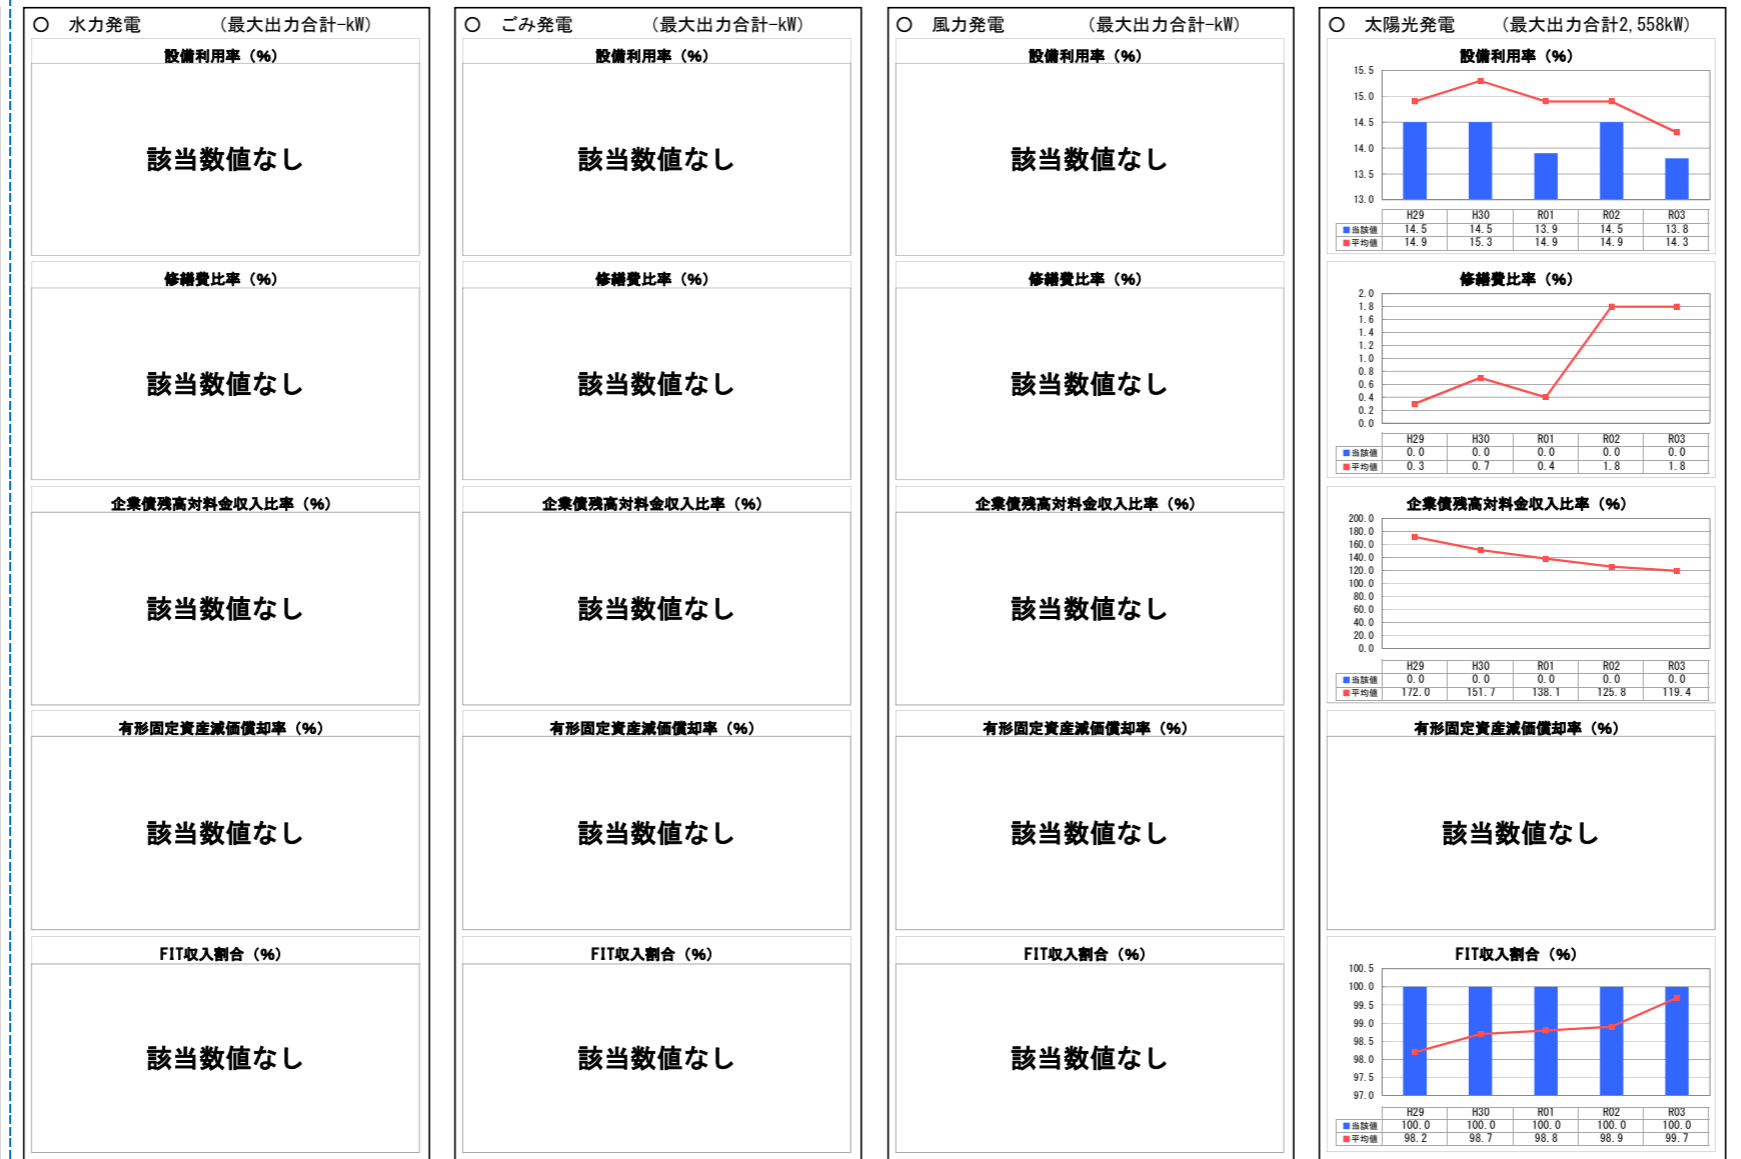 ○ 水力発電 (最大出力合計-kW)
設備利用率（%）
該当数値なし
修繕費比率（%）
該当数値なし
企業債残高対料金収入比率（%）
該当数値なし
有形固定資産減価償却率（%）
該当数値なし
FIT収入割合（%）
該当数値なし
○ ごみ発電 (最大出力合計-kW)
設備利用率（%）
該当数値なし
修繕費比率（%）
該当数値なし
企業債残高対料金収入比率（%）
該当数値なし
有形固定資産減価償却率（%）
該当数値なし
FIT収入割合（%）
該当数値なし
○ 風力発電 (最大出力合計-kW)
設備利用率（%）
該当数値なし
修繕費比率（%）
該当数値なし
企業債残高対料金収入比率（%）
該当数値なし
有形固定資産減価償却率（%）
該当数値なし
FIT収入割合（%）
該当数値なし
○ 太陽光発電 (最大出力合計2,558kW)
設備利用率（%）
15.5
15.0
14.5
14.0
13.5
13.0
H29 H30 R01 R02 R03
当該値 14.5 14.5 13.9 14.5 13.8
平均値 14.9 15.3 14.9 14.9 14.3
修繕費比率（%）
2.0
1.8
1.6
1.4
1.2
1.0
0.8
0.6
0.4
0.2
0.0
H29 H30 R01 R02 R03
当該値 0.0 0.0 0.0 0.0 0.0
平均値 0.3 0.7 0.4 1.8 1.8
企業債残高対料金収入比率（%）
200.0
180.0
160.0
140.0
120.0
100.0
80.0
60.0
40.0
20.0
0.0
H29 H30 R01 R02 R03
当該値 0.0 0.0 0.0 0.0 0.0
平均値 172.0 151.7 138.1 125.8 119.4
有形固定資産減価償却率（%）
該当数値なし
FIT収入割合（%）
100.5
100.0
99.5
99.0
98.5
98.0
97.5
97.0
H29 H30 R01 R02 R03
当該値 100.0 100.0 100.0 100.0 100.0
平均値 98.2 98.7 98.8 98.9 99.7